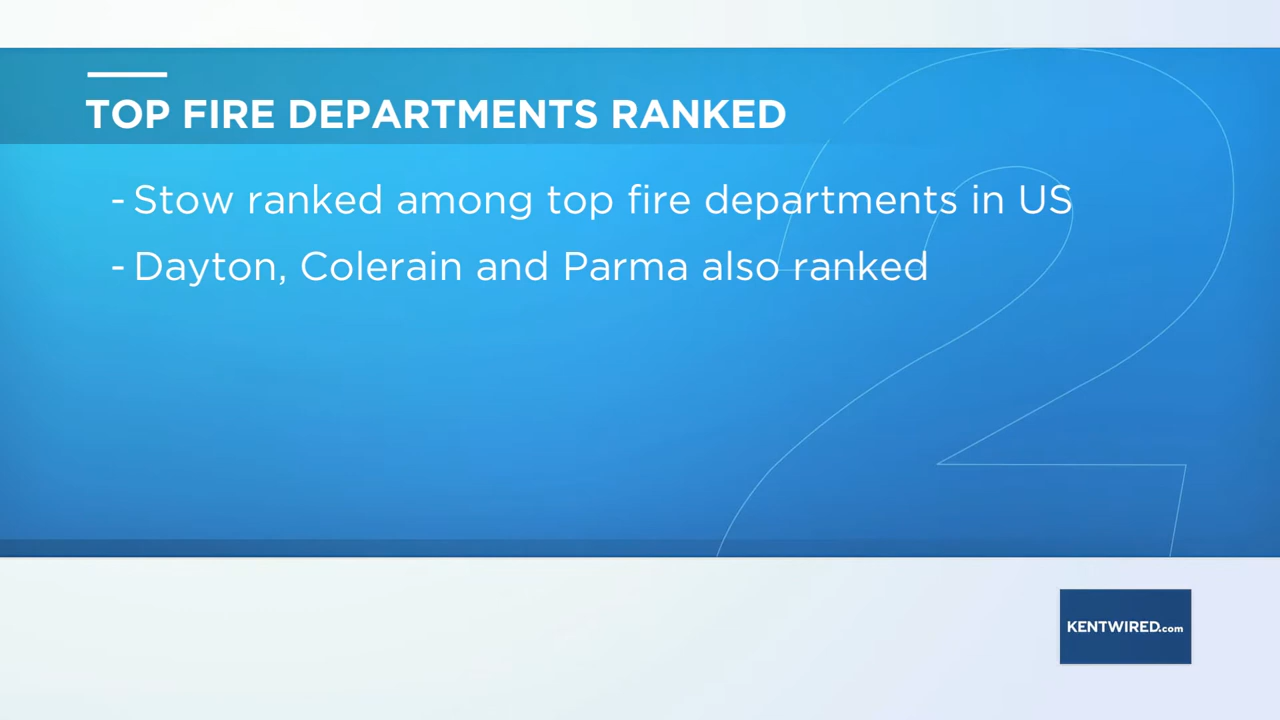 TOP FIRE DEPARTMENTS RANKED
- Stow ranked among top fire departments in US
- Dayton, Colerain and Parma also ranked
KENTWIRED.com